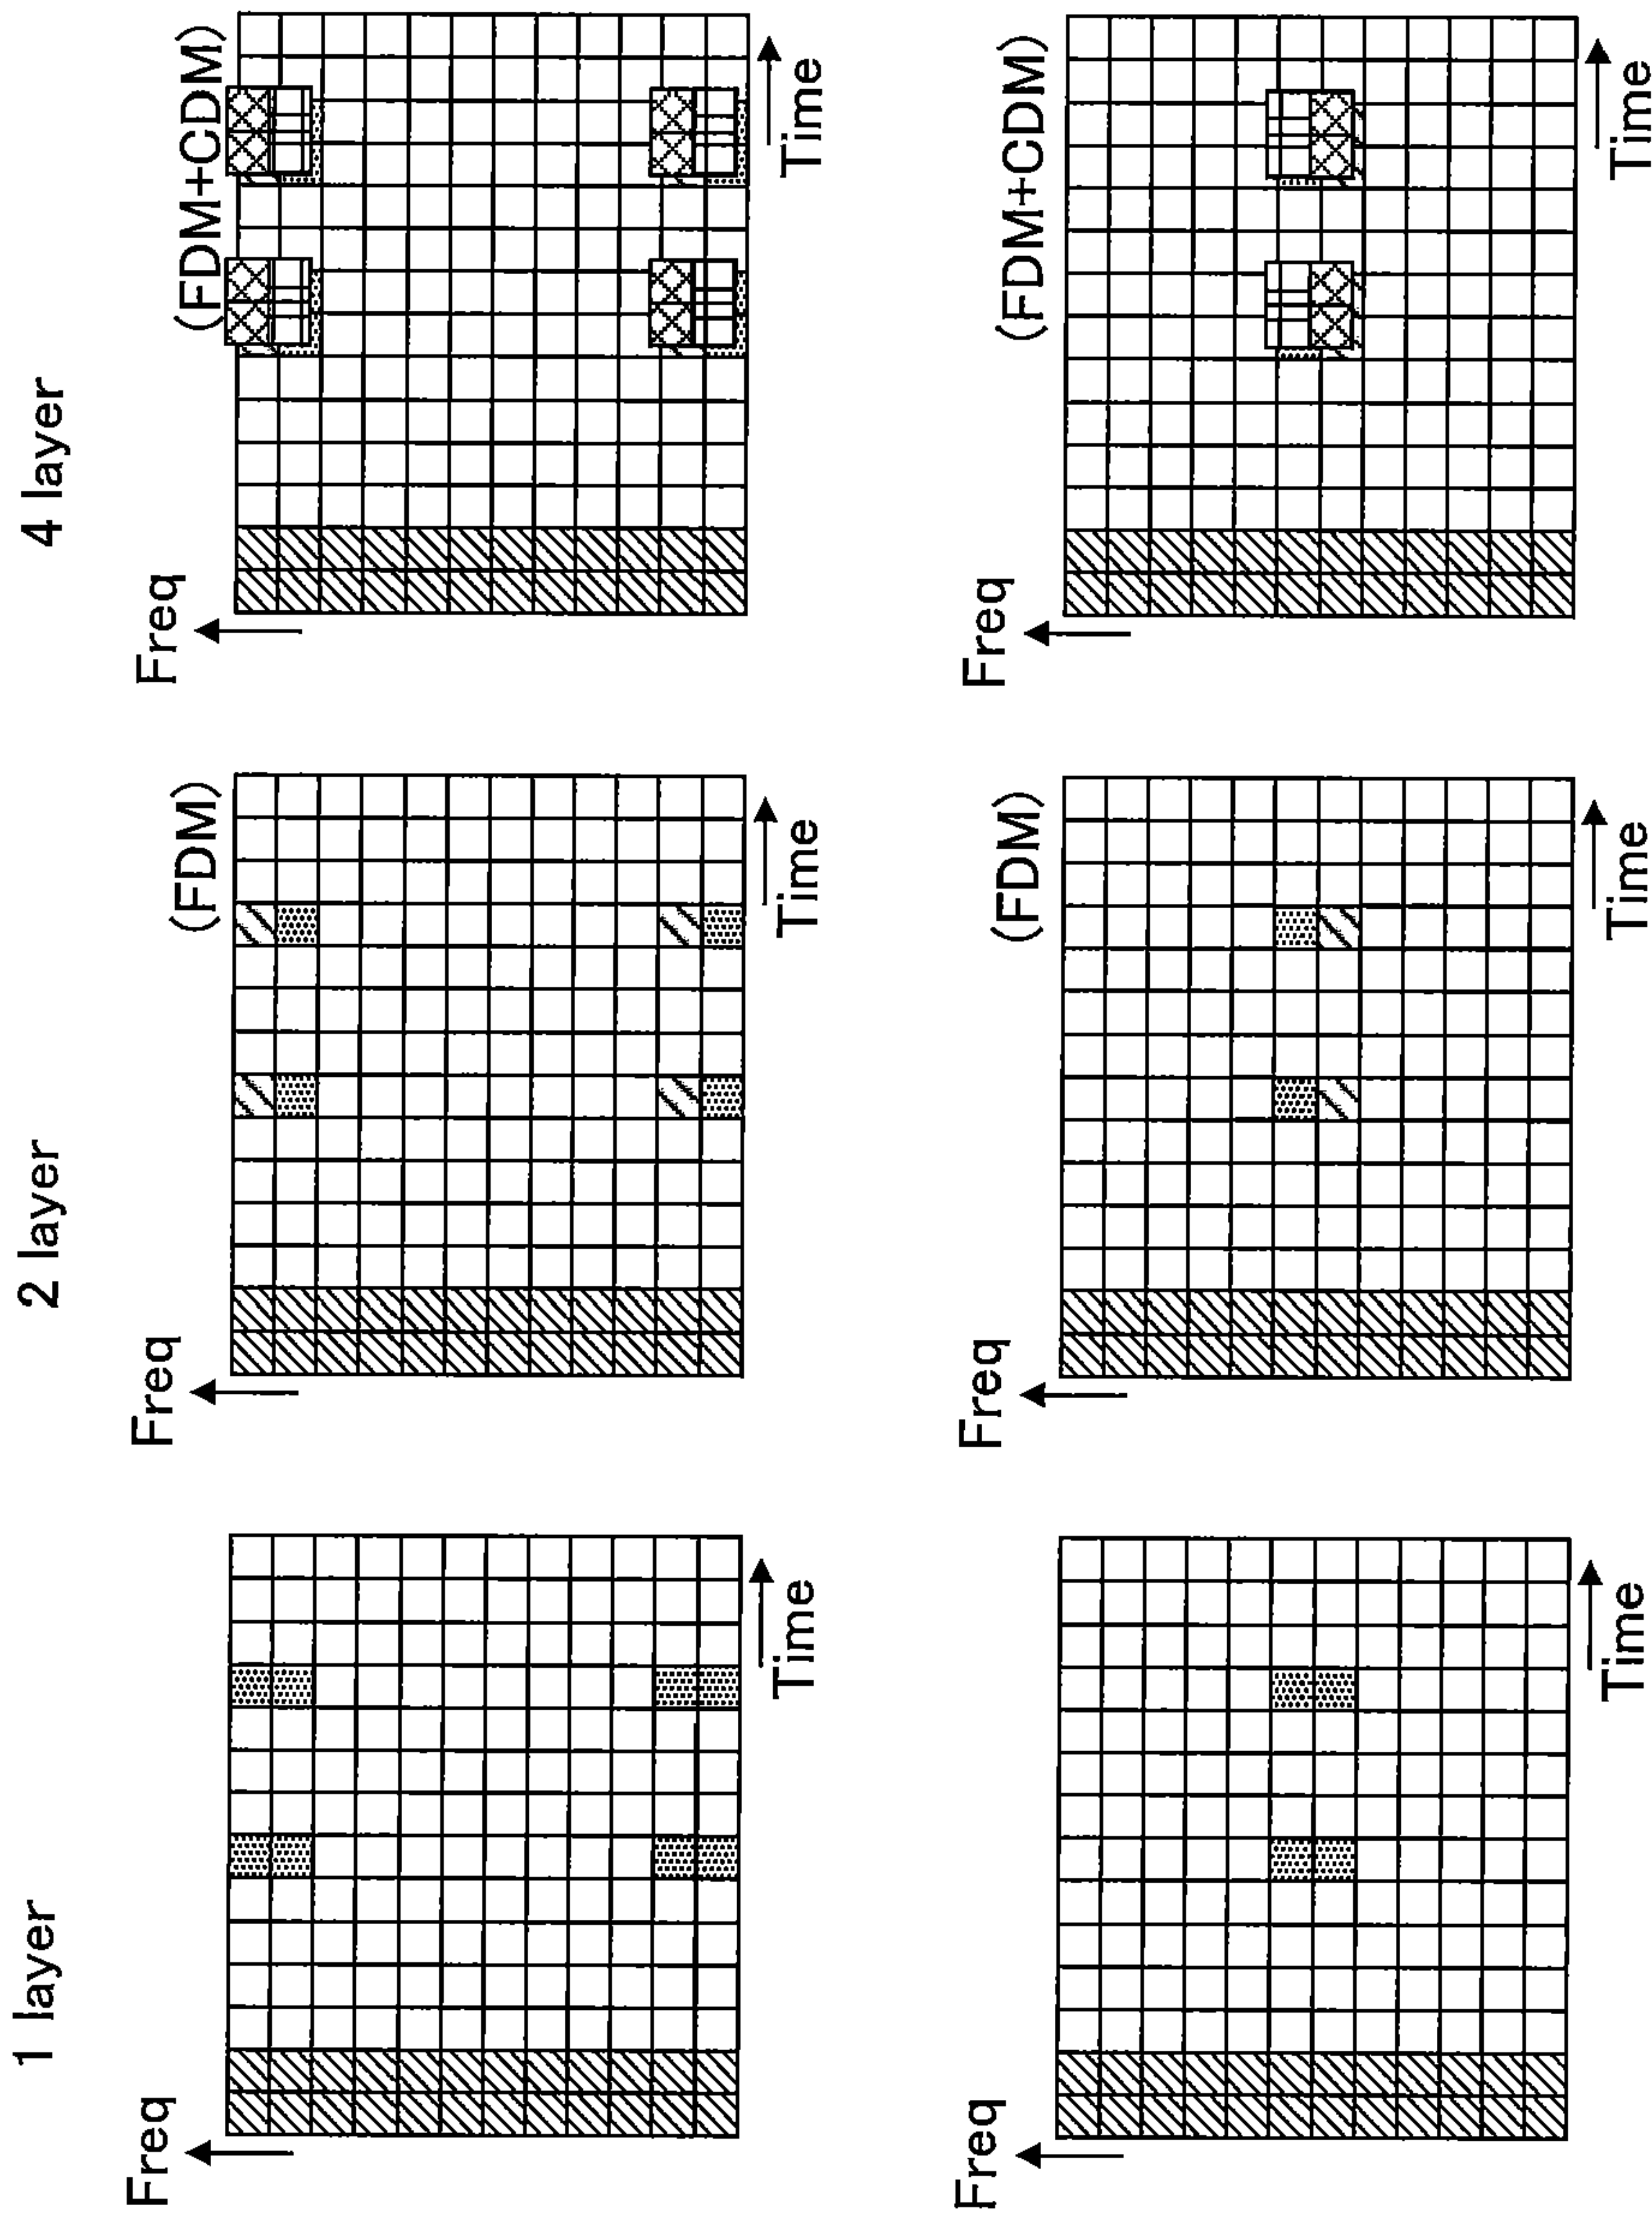 1 layer
2 layer
4 layer
Freq
Time
Freq
(FDM)
Time
Freq
(FDM+CDM)
Time
Freq
Time
Freq
(FDM)
Time
Freq
(FDM+CDM)
Time